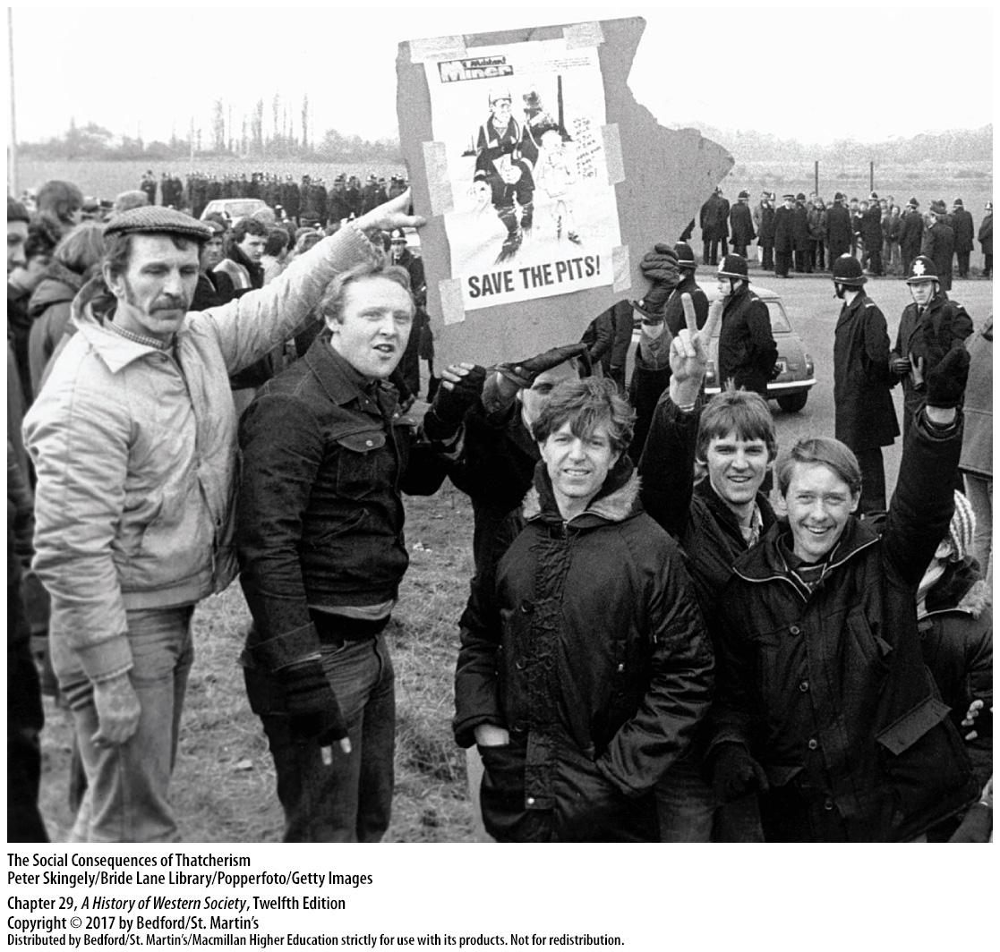 Militant
Miner
SAVE THE PITS!
The Social Consequences of Thatcherism
Peter Skingely/Bride Lane Library/Popperfoto/Getty Images
Chapter 29, A History of Western Society, Twelfth Edition
Copyright © 2017 by Bedford/St. Martin's
Distributed by Bedford/St. Martin's/Macmillan Higher Education strictly for use with its products. Not for redistribution.